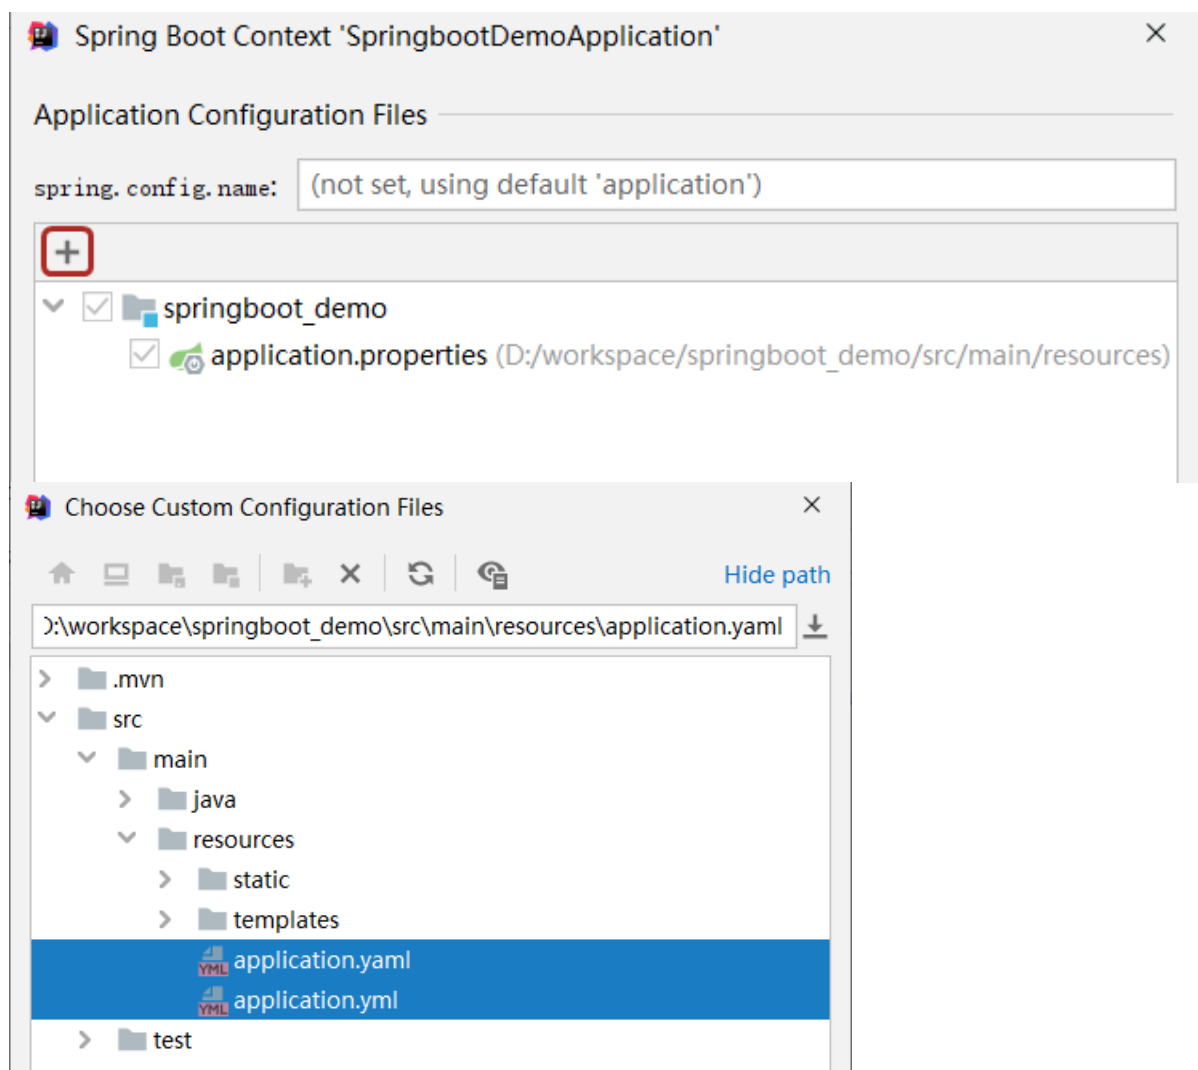 Spring Boot Context 'SpringbootDemoApplication'
Application Configuration Files
spring.config.name: (not set, using default 'application')
springboot_demo
application.properties (D:/workspace/springboot_demo/src/main/resources)
Choose Custom Configuration Files
Hide path
D:\workspace\springboot_demo\src\main\resources\application.yaml
.mvn
src
main
java
resources
static
templates
YML application.yaml
YML application.yml
test